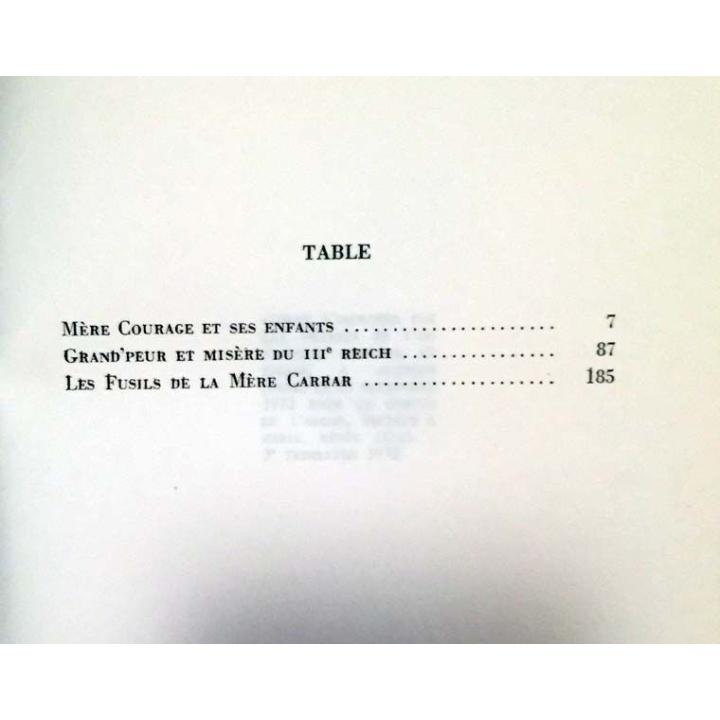 TABLE
Mère Courage et ses enfants ........................ 7
Grand'peur et misère du IIIe reich .................. 87
Les Fusils de la Mère Carrar ...................... 185